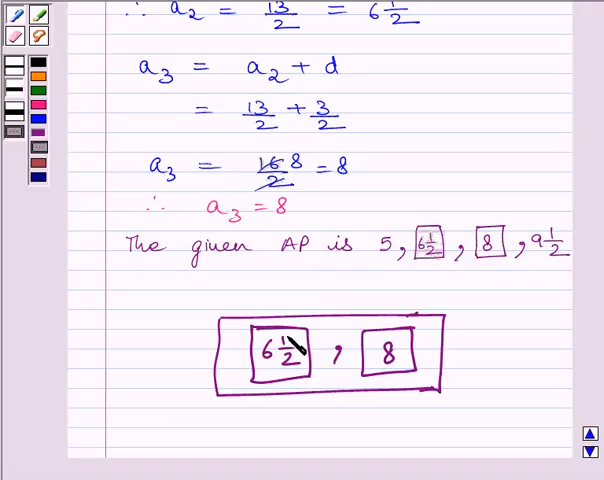 ∴ a₂ = 13/2 = 6 1/2
a₃ = a₂ + d
= 13/2 + 3/2
a₃ = 16/2 8 = 8
∴ a₃ = 8
The given AP is 5, 6 1/2, 8, 9 1/2
6 1/2, 8